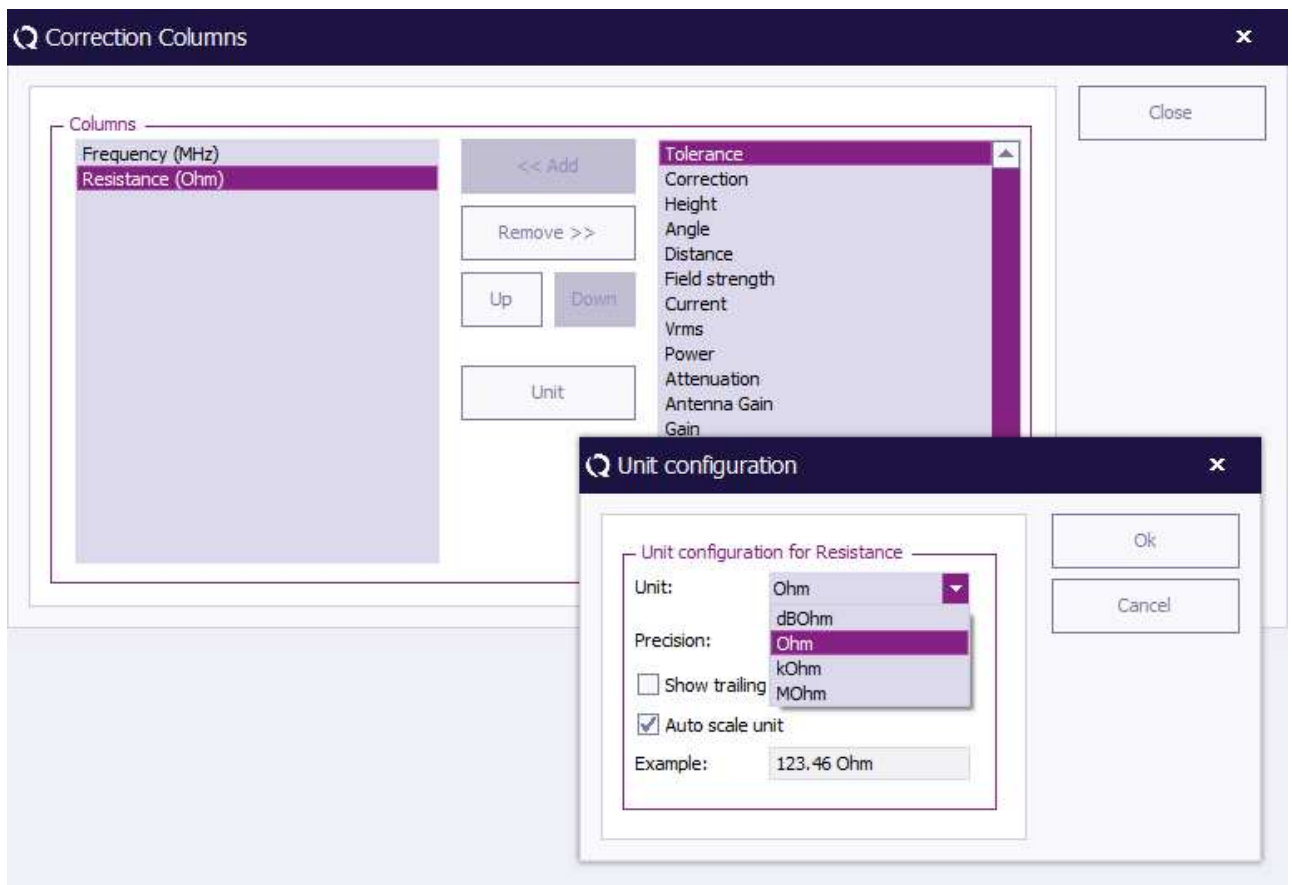 Correction Columns
Close
Columns
Frequency (MHz)
Resistance (Ohm)
<< Add
Remove >>
Up
Down
Unit
Tolerance
Correction
Height
Angle
Distance
Field strength
Current
Vrms
Power
Attenuation
Antenna Gain
Gain
Unit configuration
Unit configuration for Resistance
Unit:
Ohm
dBOhm
Ohm
kOhm
MOhm
Precision:
Show trailing
Auto scale unit
Example:
123.46 Ohm
Ok
Cancel